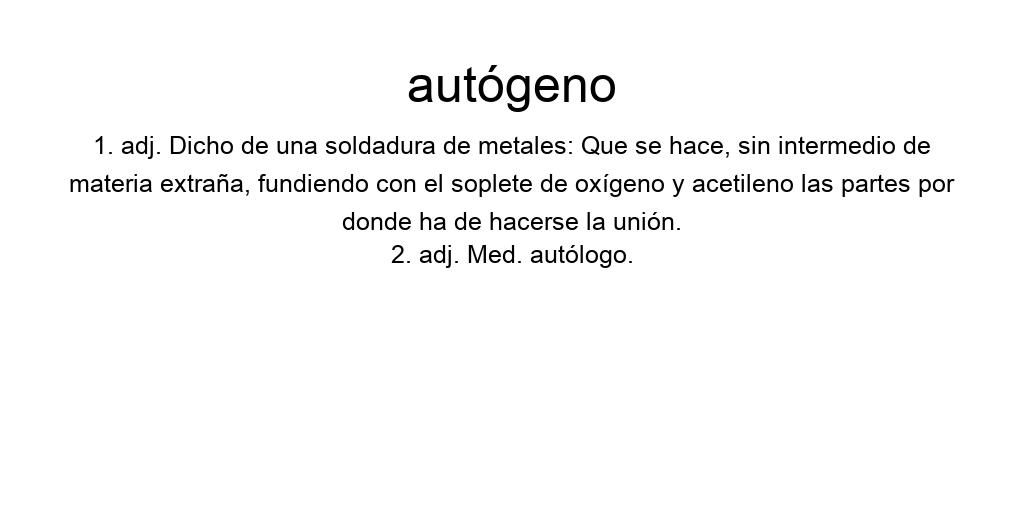 autógeno
1. adj. Dicho de una soldadura de metales: Que se hace, sin intermedio de
materia extraña, fundiendo con el soplete de oxígeno y acetileno las partes por
donde ha de hacerse la unión.
2. adj. Med. autólogo.